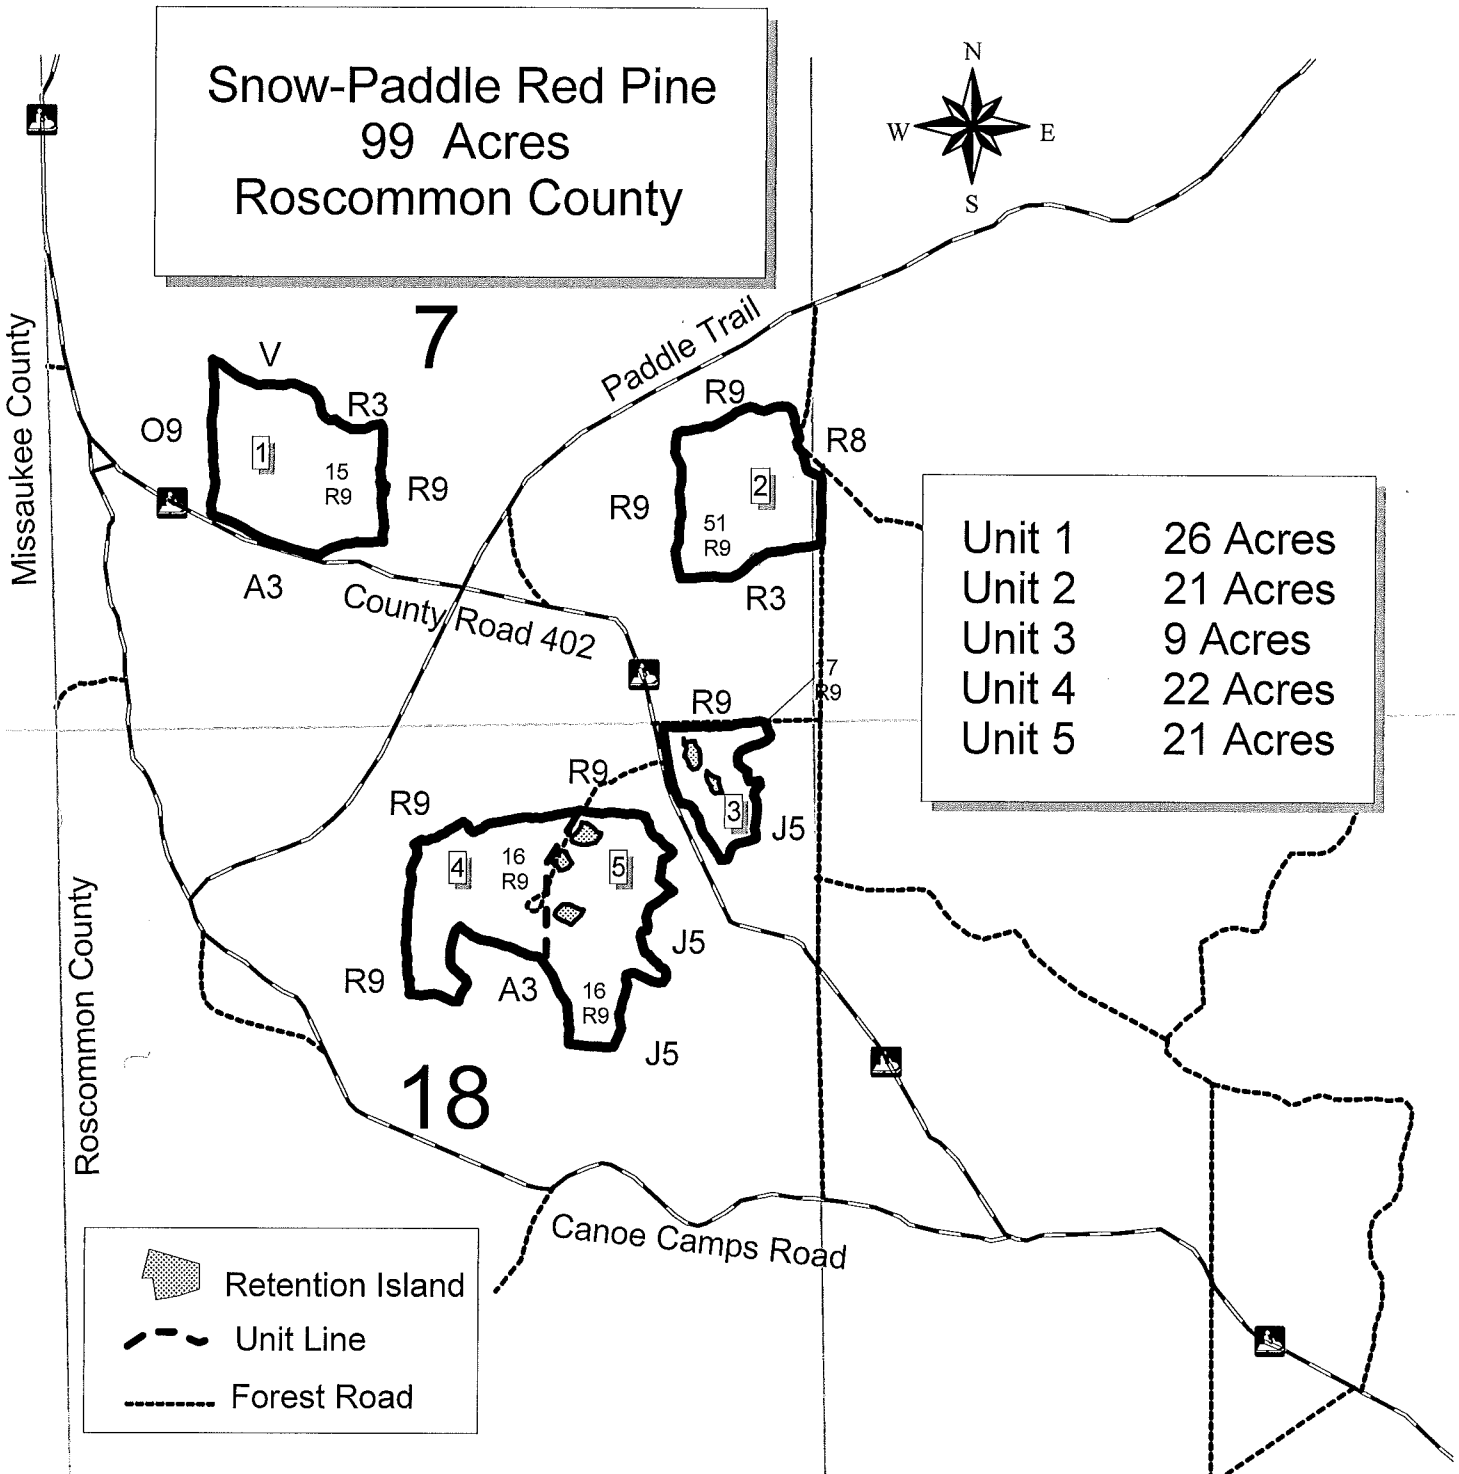 Snow-Paddle Red Pine
99 Acres
Roscommon County
N
W E
S
7
Missaukee County
Paddle Trail
V
R3
O9
1
15
R9
R9
A3
County Road 402
R9
R8
R9
2
51
R9
R3
Unit 1 26 Acres
Unit 2 21 Acres
Unit 3 9 Acres
Unit 4 22 Acres
Unit 5 21 Acres
R9
R9
3
J5
R9
R9
4
16
R9
5
R9
A3
J5
16
R9
J5
18
Roscommon County
Canoe Camps Road
Retention Island
Unit Line
Forest Road